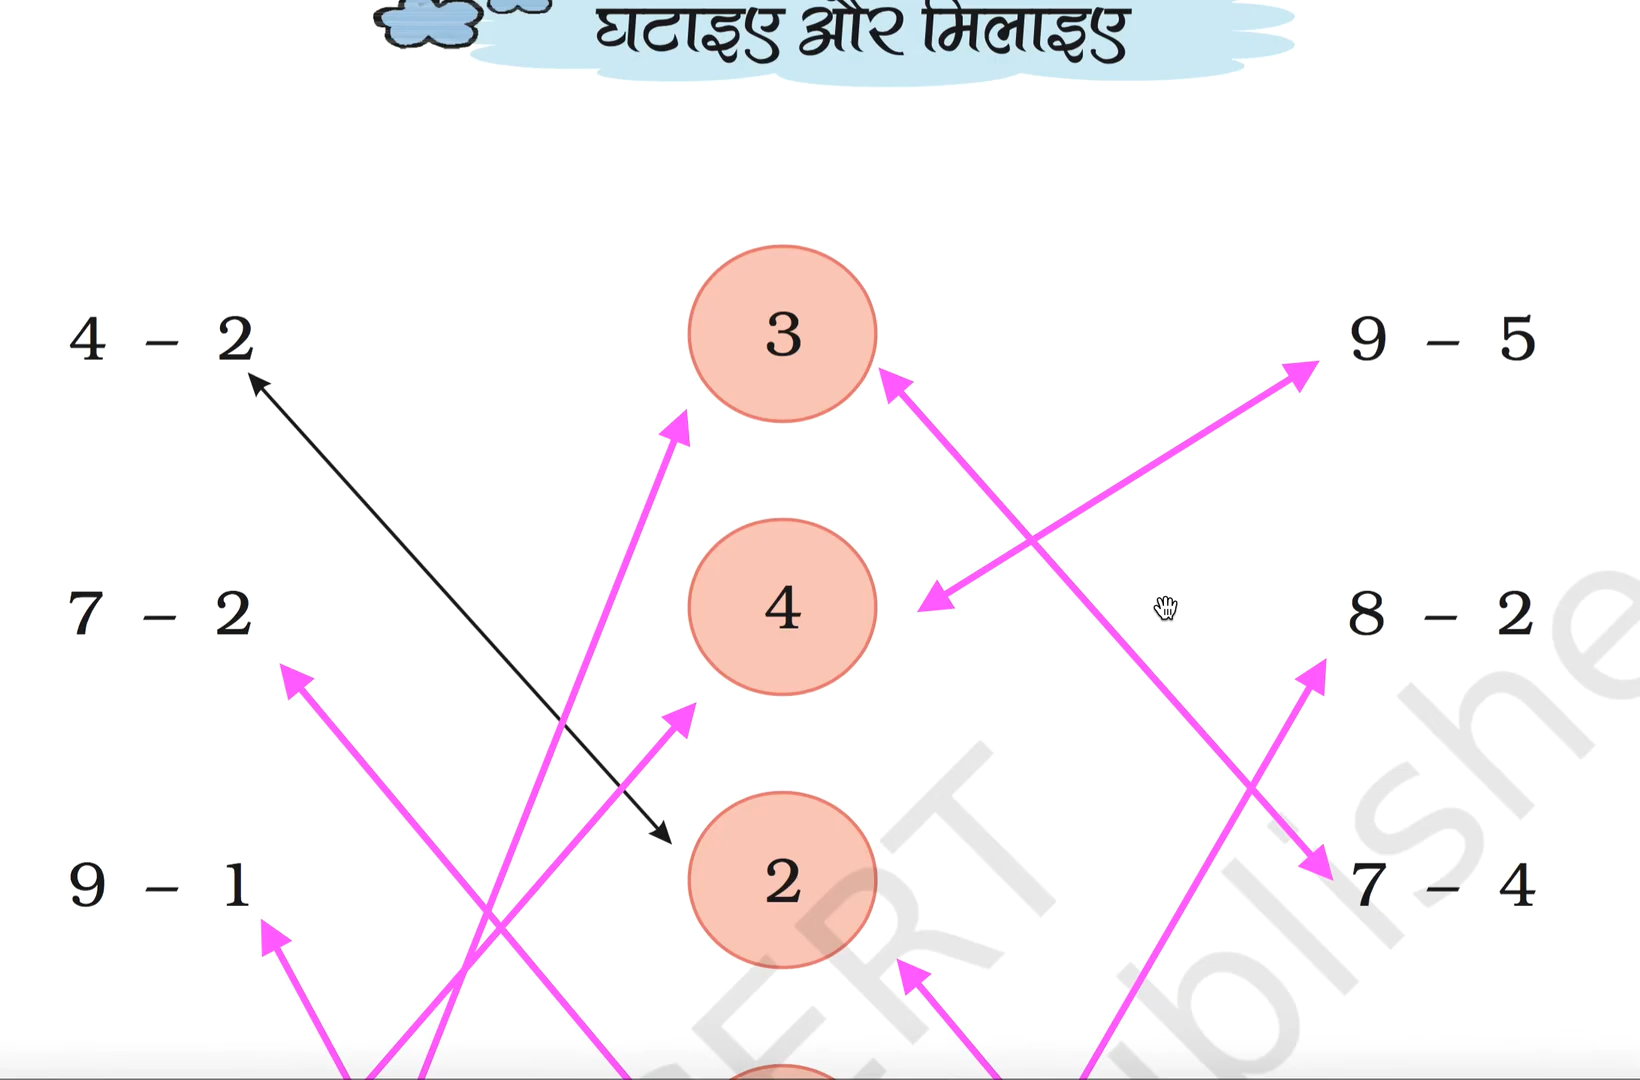 घटाइए और मिलाइए
4 – 2 3 9 – 5
7 – 2 4 8 – 2
9 – 1 2 7 – 4